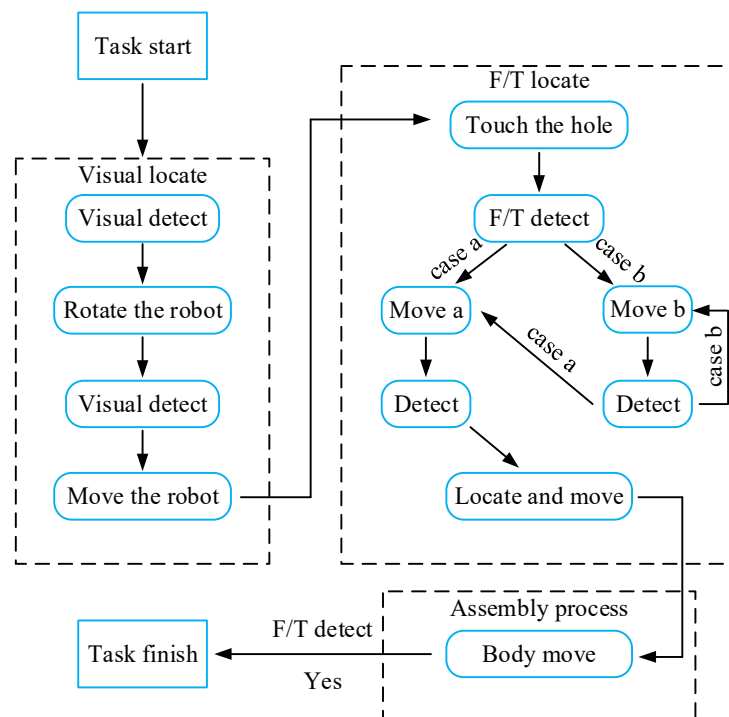 Task start
Visual locate
Visual detect
Rotate the robot
Visual detect
Move the robot
F/T locate
Touch the hole
F/T detect
case a
case b
Move a
Move b
case a
case b
Detect
Detect
Locate and move
Assembly process
Body move
F/T detect
Yes
Task finish